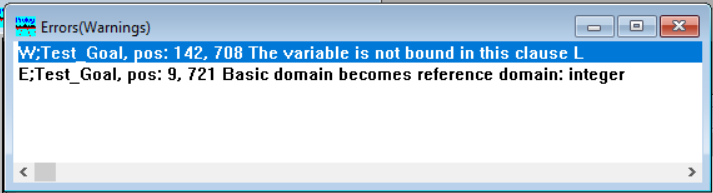 Errors(Warnings)
W;Test_Goal, pos: 142, 708 The variable is not bound in this clause L
E;Test_Goal, pos: 9, 721 Basic domain becomes reference domain: integer